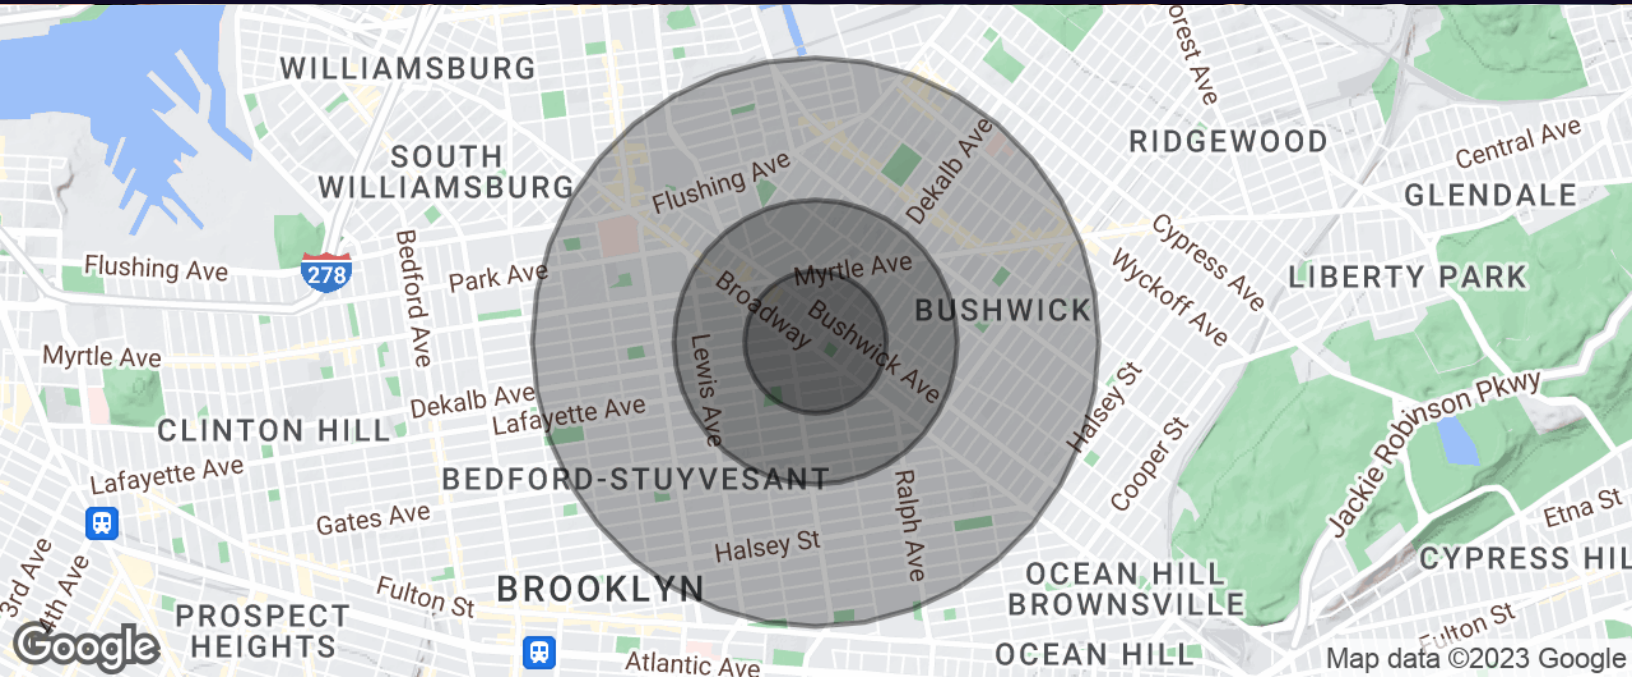 WILLIAMSBURG
Forest Ave
RIDGEWOOD
Central Ave
SOUTH
WILLIAMSBURG
Flushing Ave
Dekalb Ave
GLENDALE
Flushing Ave
278
Bedford Ave
Park Ave
Myrtle Ave
Broadway
Bushwick Ave
BUSHWICK
Cypress Ave
Wyckoff Ave
LIBERTY PARK
Myrtle Ave
Lewis Ave
Dekalb Ave
Lafayette Ave
CLINTON HILL
Halsey St
Jackie Robinson Pkwy
Lafayette Ave
BEDFORD-STUYVESANT
Ralph Ave
Cooper St
Gates Ave
Halsey St
Etna St
3rd Ave
4th Ave
CYPRESS HIL
Fulton St
BROOKLYN
OCEAN HILL
BROWNSVILLE
PROSPECT
HEIGHTS
Fulton St
Google
Atlantic Ave
OCEAN HILL
Map data ©2023 Google